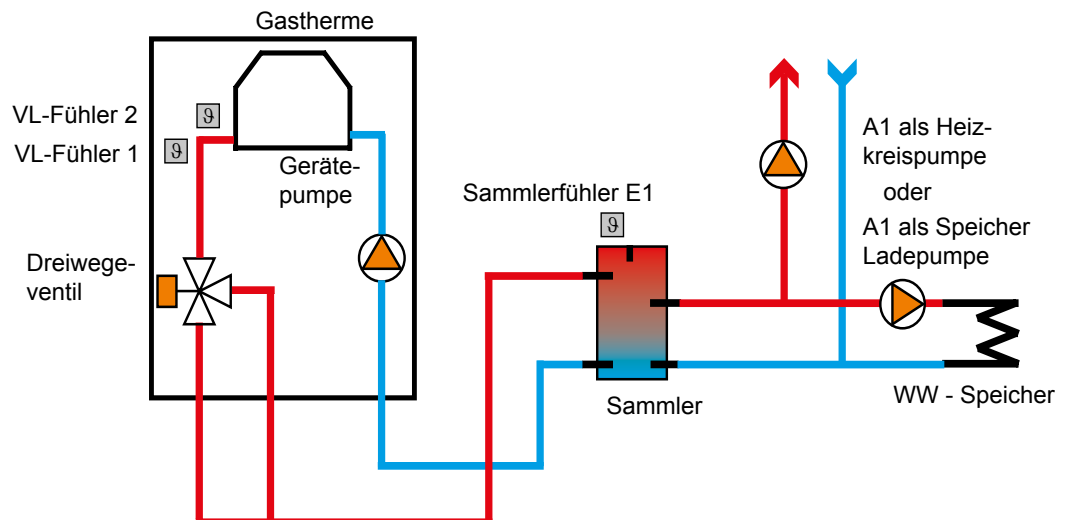 Gastherme
VL-Fühler 2
ϑ
VL-Fühler 1
ϑ
Geräte-
pumpe
Dreiwege-
ventil
Sammlerfühler E1
ϑ
Sammler
A1 als Heiz-
kreispumpe
oder
A1 als Speicher
Ladepumpe
WW - Speicher